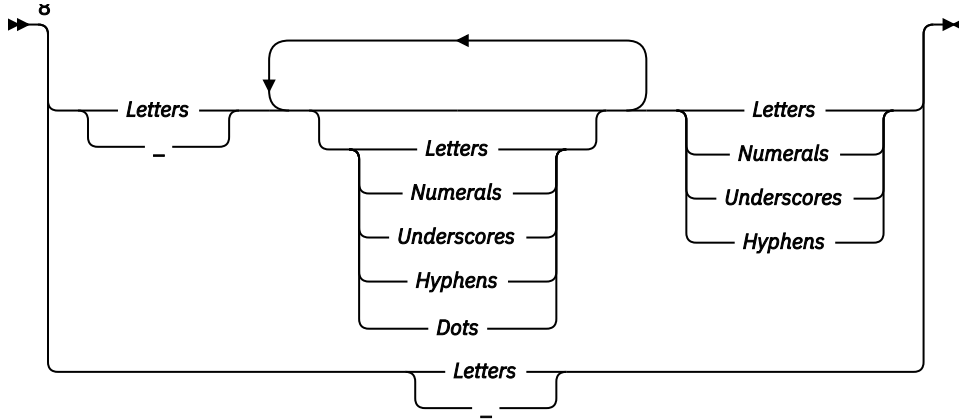 8
Letters
_
Letters
Numerals
Underscores
Hyphens
Dots
Letters
Numerals
Underscores
Hyphens
Letters
_